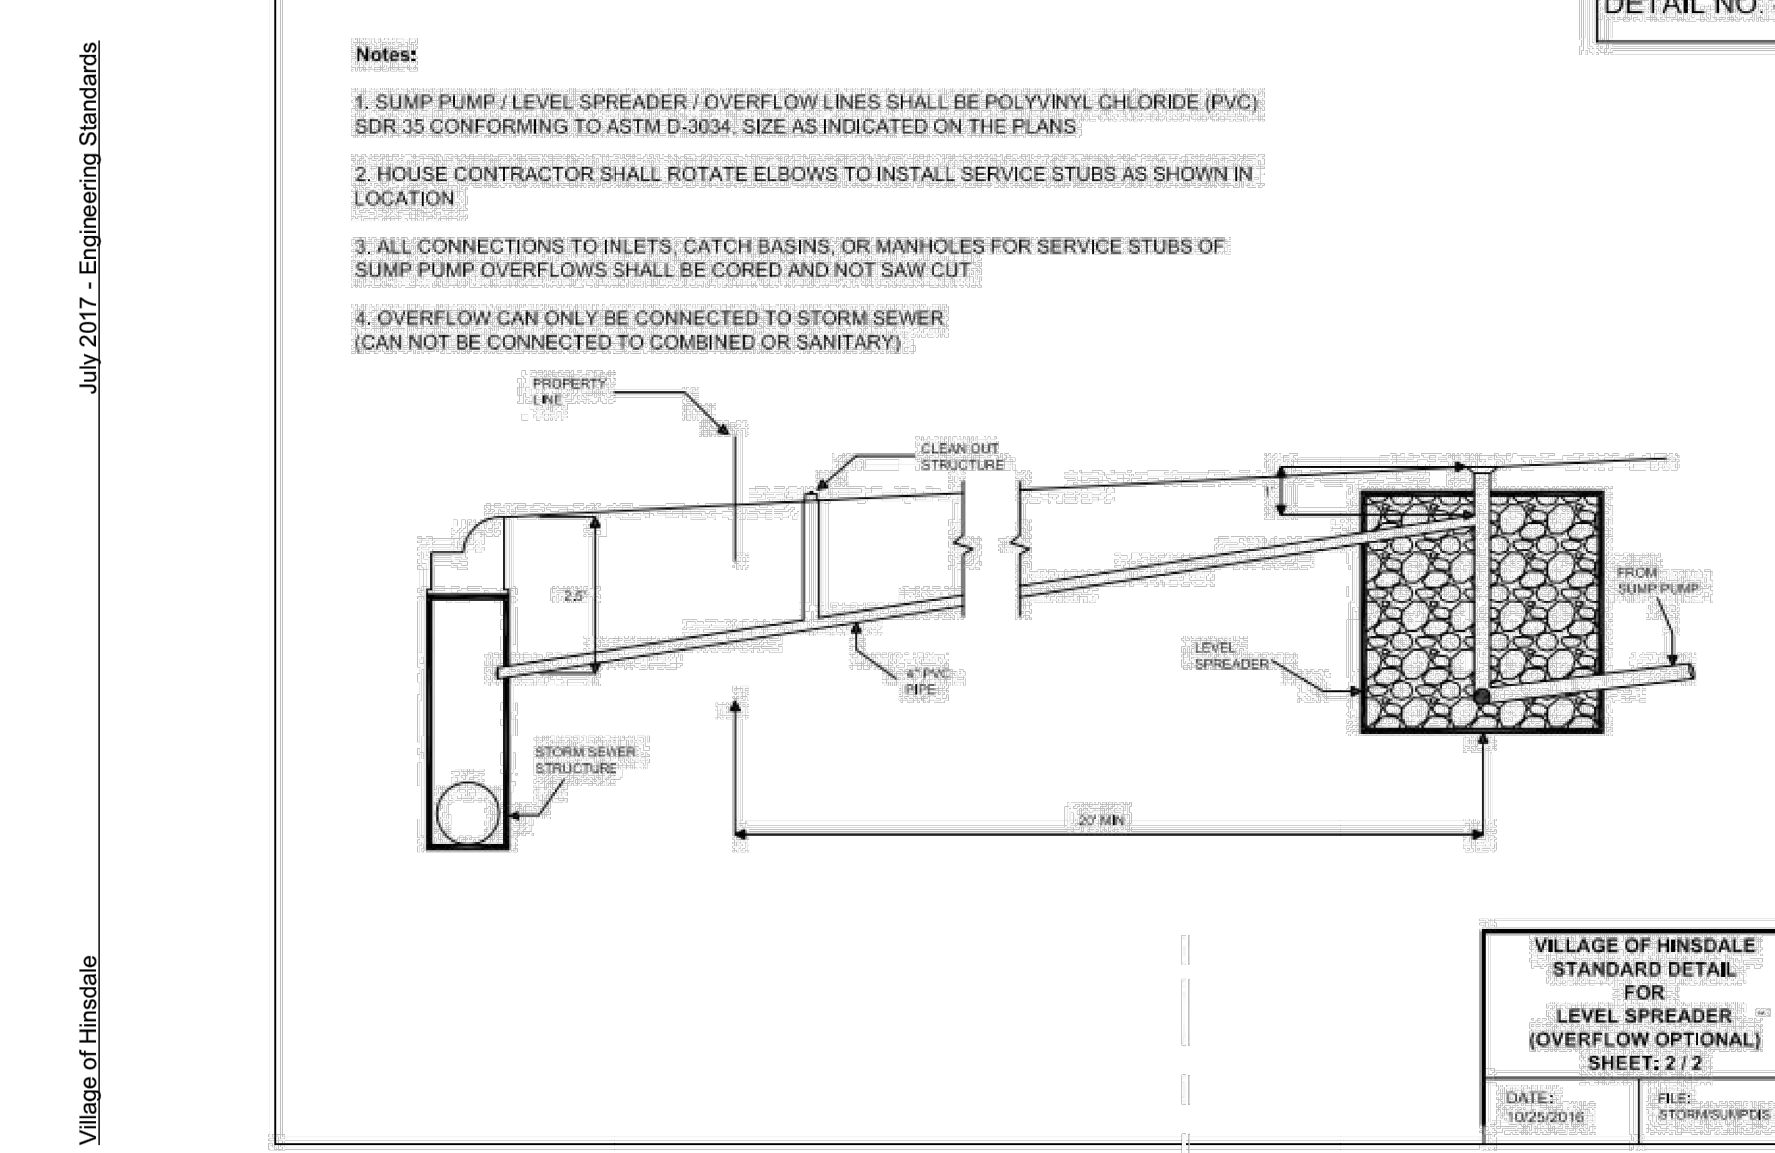 DETAIL NO.
July 2017 - Engineering Standards
Village of Hinsdale
Notes:
1. SUMP PUMP / LEVEL SPREADER / OVERFLOW LINES SHALL BE POLYVINYL CHLORIDE (PVC)
SDR 35 CONFORMING TO ASTM D-3034, SIZE AS INDICATED ON THE PLANS
2. HOUSE CONTRACTOR SHALL ROTATE ELBOWS TO INSTALL SERVICE STUBS AS SHOWN IN
LOCATION
3. ALL CONNECTIONS TO INLETS, CATCH BASINS, OR MANHOLES FOR SERVICE STUBS OF
SUMP PUMP OVERFLOWS SHALL BE CORED AND NOT SAW CUT
4. OVERFLOW CAN ONLY BE CONNECTED TO STORM SEWER
(CAN NOT BE CONNECTED TO COMBINED OR SANITARY)
PROPERTY
LINE
CLEAN OUT
STRUCTURE
1'
2.5'
FROM
SUMP PUMP
LEVEL
SPREADER
4" PVC
PIPE
STORM SEWER
STRUCTURE
20' MIN
VILLAGE OF HINSDALE
STANDARD DETAIL
FOR
LEVEL SPREADER
(OVERFLOW OPTIONAL)
SHEET: 2 / 2
DATE:
10/25/2016
FILE:
STORM/SUMPDIS